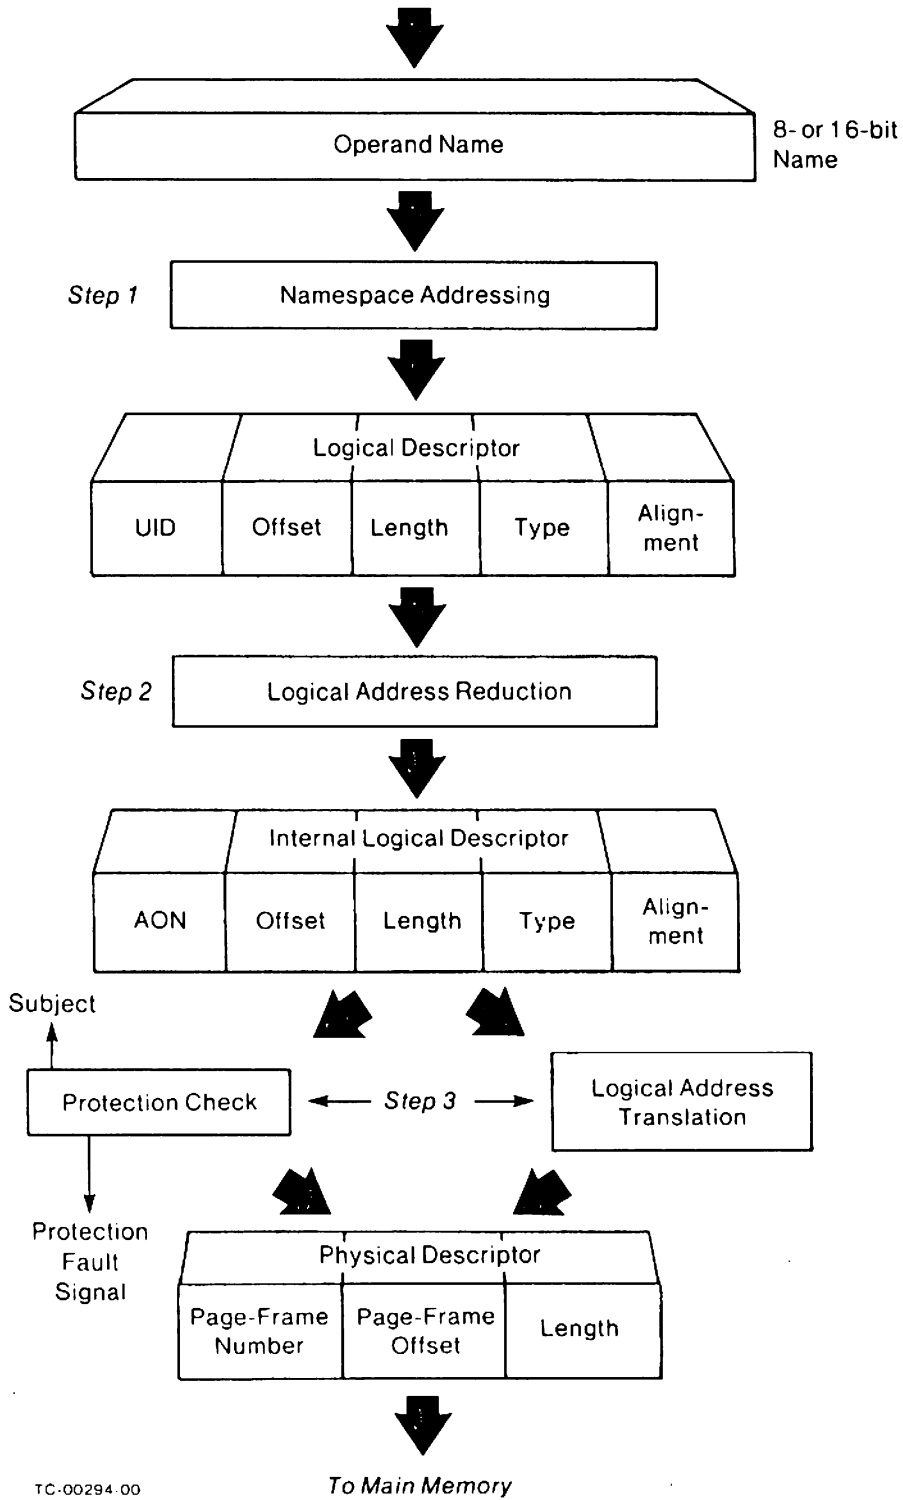 Operand Name
8- or 16-bit
Name
Step 1
Namespace Addressing
Logical Descriptor
UID
Offset
Length
Type
Align-
ment
Step 2
Logical Address Reduction
Internal Logical Descriptor
AON
Offset
Length
Type
Align-
ment
Subject
Protection Check
Step 3
Logical Address
Translation
Protection
Fault
Signal
Physical Descriptor
Page-Frame
Number
Page-Frame
Offset
Length
TC-00294-00
To Main Memory